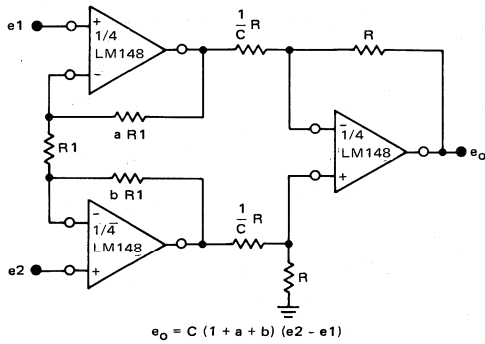 e1
+
1/4
LM148
−
1/C R
R
a R1
R1
b R1
−
1/4
LM148
+
e2
1/C R
R
−
1/4
LM148
+
eo
eo = C (1 + a + b) (e2 - e1)